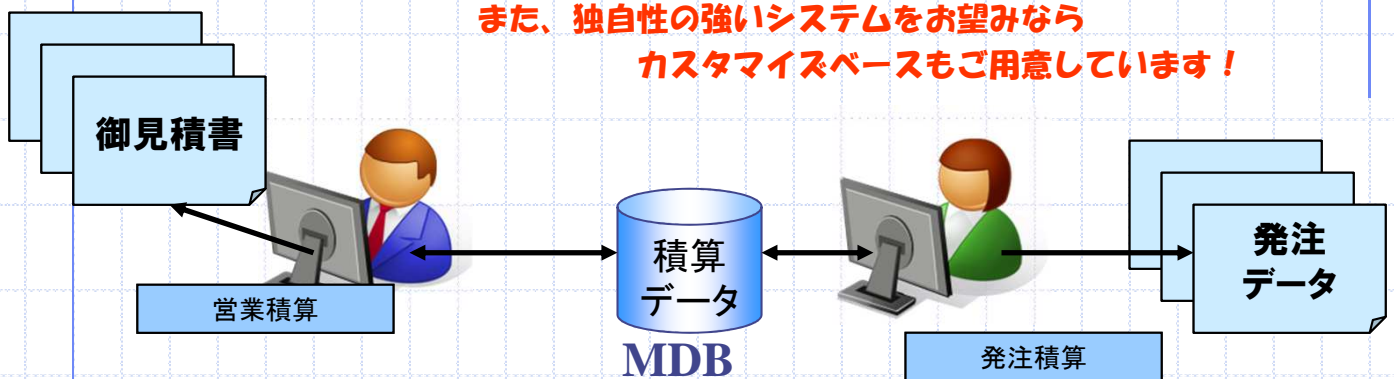 また、独自性の強いシステムをお望みなら
カスタマイズベースもご用意しています！
御見積書
営業積算
積算
データ
MDB
発注
データ
発注積算